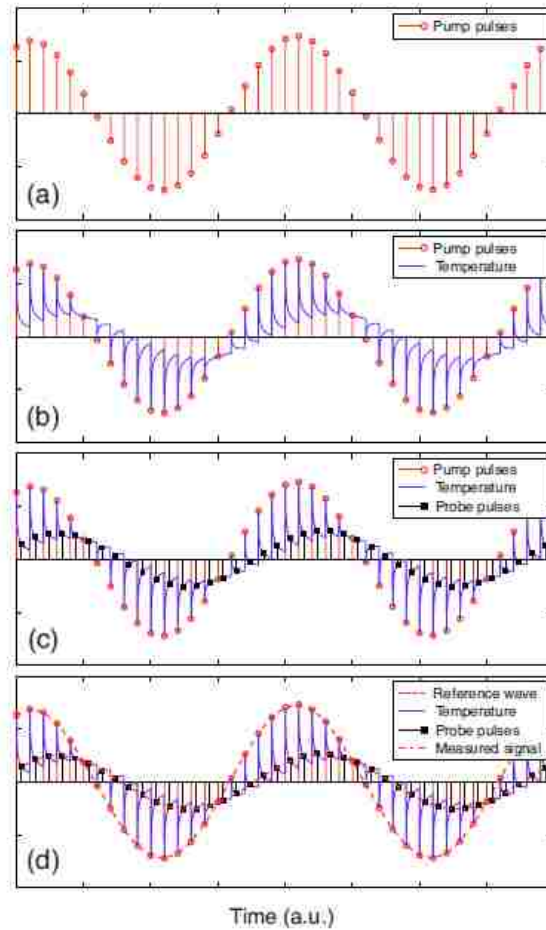 Pump pulses
(a)
Pump pulses
Temperature
(b)
Pump pulses
Temperature
Probe pulses
(c)
Reference wave
Temperature
Probe pulses
Measured signal
(d)
Time (a.u.)